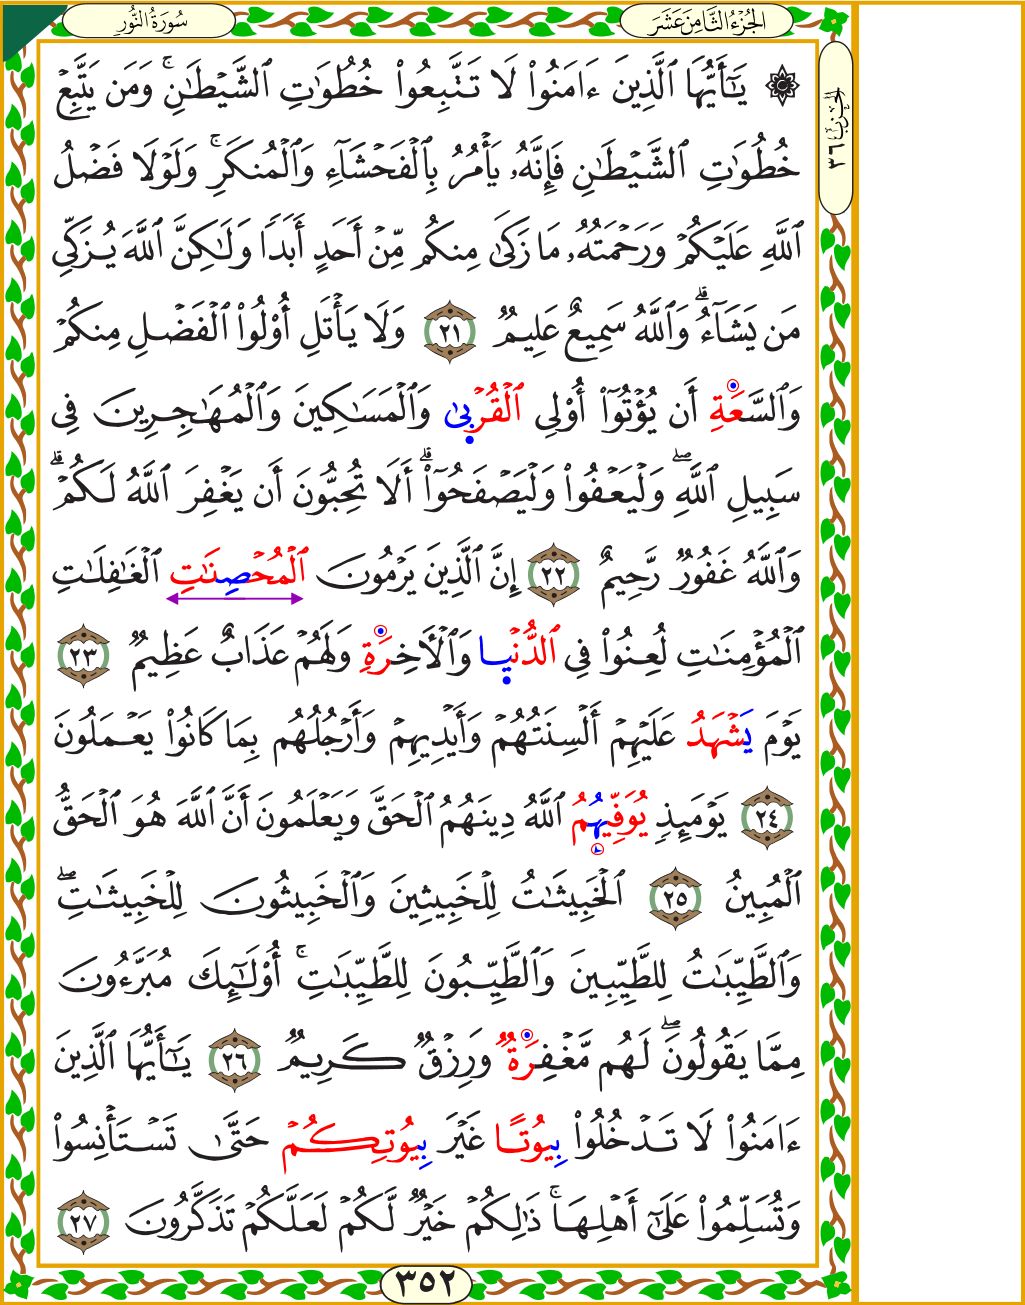 سُورَةُ النُّورِ
الجُزْءُ الثَّامِنَ عَشَرَ
الحِزْبُ ٣٦
۞ يَٰٓأَيُّهَا ٱلَّذِينَ ءَامَنُوا۟ لَا تَتَّبِعُوا۟ خُطُوَٰتِ ٱلشَّيْطَٰنِ ۚ وَمَن يَتَّبِعْ
خُطُوَٰتِ ٱلشَّيْطَٰنِ فَإِنَّهُۥ يَأْمُرُ بِٱلْفَحْشَآءِ وَٱلْمُنكَرِ ۚ وَلَوْلَا فَضْلُ
ٱللَّهِ عَلَيْكُمْ وَرَحْمَتُهُۥ مَا زَكَىٰ مِنكُم مِّنْ أَحَدٍ أَبَدًا وَلَٰكِنَّ ٱللَّهَ يُزَكِّى
مَن يَشَآءُ ۗ وَٱللَّهُ سَمِيعٌ عَلِيمٌ ٢١ وَلَا يَأْتَلِ أُو۟لُوا۟ ٱلْفَضْلِ مِنكُمْ
وَٱلسَّعَةِ أَن يُؤْتُوٓا۟ أُو۟لِى ٱلْقُرْبِىٰ وَٱلْمَسَٰكِينَ وَٱلْمُهَٰجِرِينَ فِى
سَبِيلِ ٱللَّهِ ۖ وَلْيَعْفُوا۟ وَلْيَصْفَحُوٓا۟ ۗ أَلَا تُحِبُّونَ أَن يَغْفِرَ ٱللَّهُ لَكُمْ ۗ
وَٱللَّهُ غَفُورٌ رَّحِيمٌ ٢٢ إِنَّ ٱلَّذِينَ يَرْمُونَ ٱلْمُحْصِنَٰتِ ٱلْغَٰفِلَٰتِ
ٱلْمُؤْمِنَٰتِ لُعِنُوا۟ فِى ٱلدُّنْيا وَٱلْءَاخِرَةِ وَلَهُمْ عَذَابٌ عَظِيمٌ ٢٣
يَوْمَ يَشْهَدُ عَلَيْهِمْ أَلْسِنَتُهُمْ وَأَيْدِيهِمْ وَأَرْجُلُهُم بِمَا كَانُوا۟ يَعْمَلُونَ
٢٤ يَوْمَئِذٍ يُوَفِّيهُمُ ٱللَّهُ دِينَهُمُ ٱلْحَقَّ وَيَعْلَمُونَ أَنَّ ٱللَّهَ هُوَ ٱلْحَقُّ
ٱلْمُبِينُ ٢٥ ٱلْخَبِيثَٰتُ لِلْخَبِيثِينَ وَٱلْخَبِيثُونَ لِلْخَبِيثَٰتِ ۖ
وَٱلطَّيِّبَٰتُ لِلطَّيِّبِينَ وَٱلطَّيِّبُونَ لِلطَّيِّبَٰتِ ۚ أُو۟لَٰٓئِكَ مُبَرَّءُونَ
مِمَّا يَقُولُونَ ۖ لَهُم مَّغْفِرَةٌ وَرِزْقٌ كَرِيمٌ ٢٦ يَٰٓأَيُّهَا ٱلَّذِينَ
ءَامَنُوا۟ لَا تَدْخُلُوا۟ بِيُوتًا غَيْرَ بِيُوتِكُمْ حَتَّىٰ تَسْتَأْنِسُوا۟
وَتُسَلِّمُوا۟ عَلَىٰٓ أَهْلِهَا ۚ ذَٰلِكُمْ خَيْرٌ لَّكُمْ لَعَلَّكُمْ تَذَكَّرُونَ ٢٧
٣٥٢